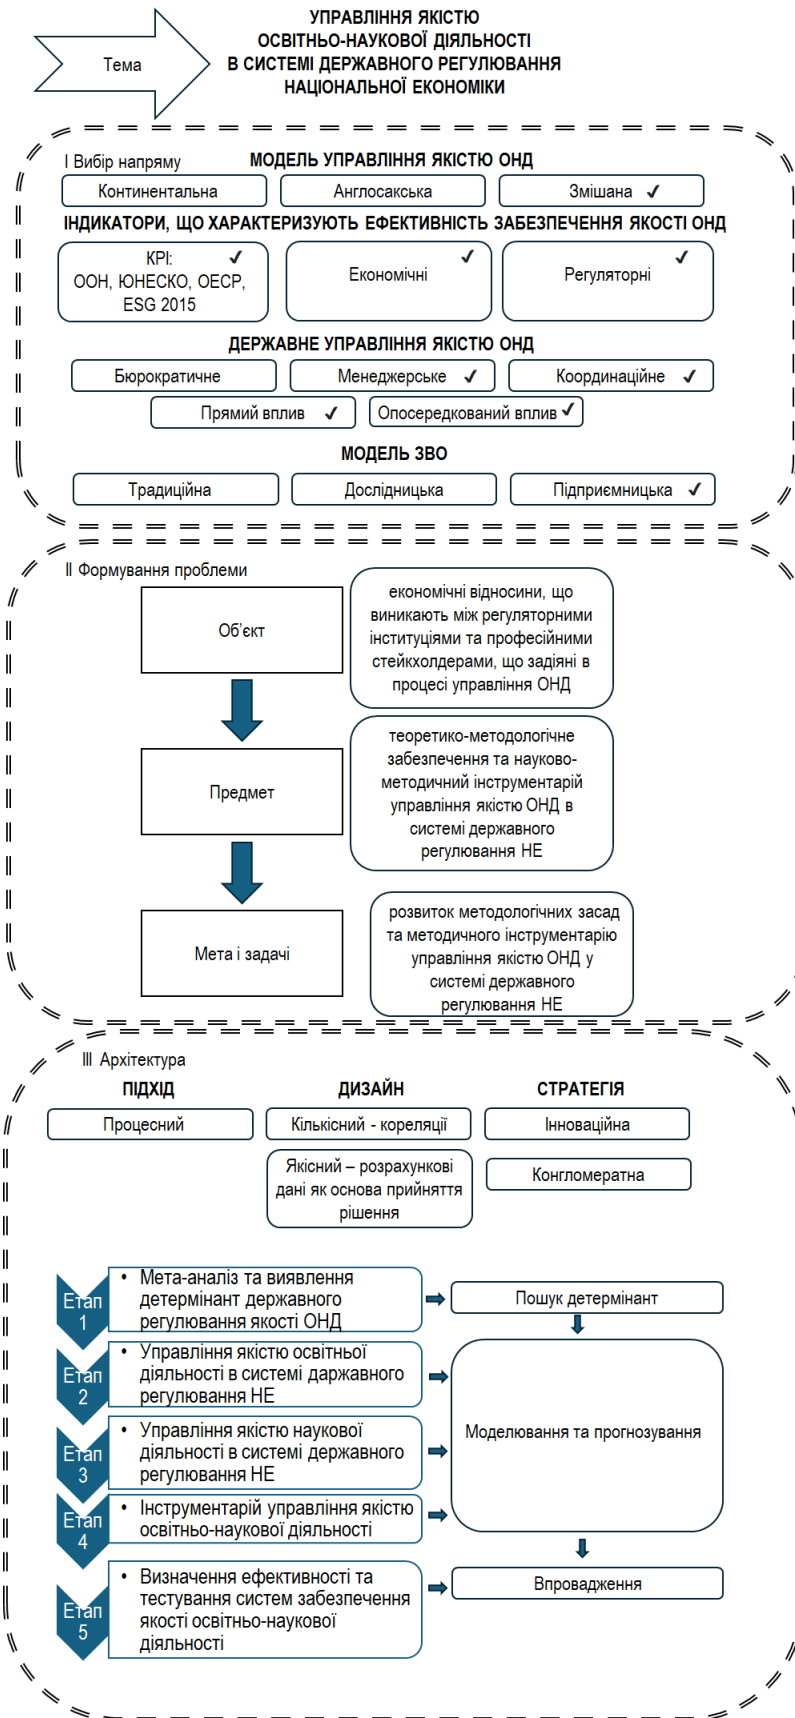 Тема
УПРАВЛІННЯ ЯКІСТЮ
ОСВІТНЬО-НАУКОВОЇ ДІЯЛЬНОСТІ
В СИСТЕМІ ДЕРЖАВНОГО РЕГУЛЮВАННЯ
НАЦІОНАЛЬНОЇ ЕКОНОМІКИ
І Вибір напряму
МОДЕЛЬ УПРАВЛІННЯ ЯКІСТЮ ОНД
Континентальна
Англосакська
Змішана ✓
ІНДИКАТОРИ, ЩО ХАРАКТЕРИЗУЮТЬ ЕФЕКТИВНІСТЬ ЗАБЕЗПЕЧЕННЯ ЯКОСТІ ОНД
КРІ: ✓
ООН, ЮНЕСКО, ОЕСР,
ESG 2015
Економічні ✓
Регуляторні ✓
ДЕРЖАВНЕ УПРАВЛІННЯ ЯКІСТЮ ОНД
Бюрократичне
Менеджерське ✓
Координаційне ✓
Прямий вплив ✓
Опосередкований вплив ✓
МОДЕЛЬ ЗВО
Традиційна
Дослідницька
Підприємницька ✓
ІІ Формування проблеми
Об’єкт
економічні відносини, що
виникають між регуляторними
інституціями та професійними
стейкхолдерами, що задіяні в
процесі управління ОНД
Предмет
теоретико-методологічне
забезпечення та науково-
методичний інструментарій
управління якістю ОНД в
системі державного
регулювання НЕ
Мета і задачі
розвиток методологічних засад
та методичного інструментарію
управління якістю ОНД у
системі державного
регулювання НЕ
ІІІ Архітектура
ПІДХІД
ДИЗАЙН
СТРАТЕГІЯ
Процесний
Кількісний - кореляції
Інноваційна
Якісний – розрахункові
дані як основа прийняття
рішення
Конгломератна
Етап
1
• Мета-аналіз та виявлення
детермінант державного
регулювання якості ОНД
Пошук детермінант
Етап
2
• Управління якістю освітньої
діяльності в системі даржавного
регулювання НЕ
Етап
3
• Управління якістю наукової
діяльності в системі державного
регулювання НЕ
Моделювання та прогнозування
Етап
4
• Інструментарій управління якістю
освітньо-наукової діяльності
Етап
5
• Визначення ефективності та
тестування систем забезпечення
якості освітньо-наукової
діяльності
Впровадження